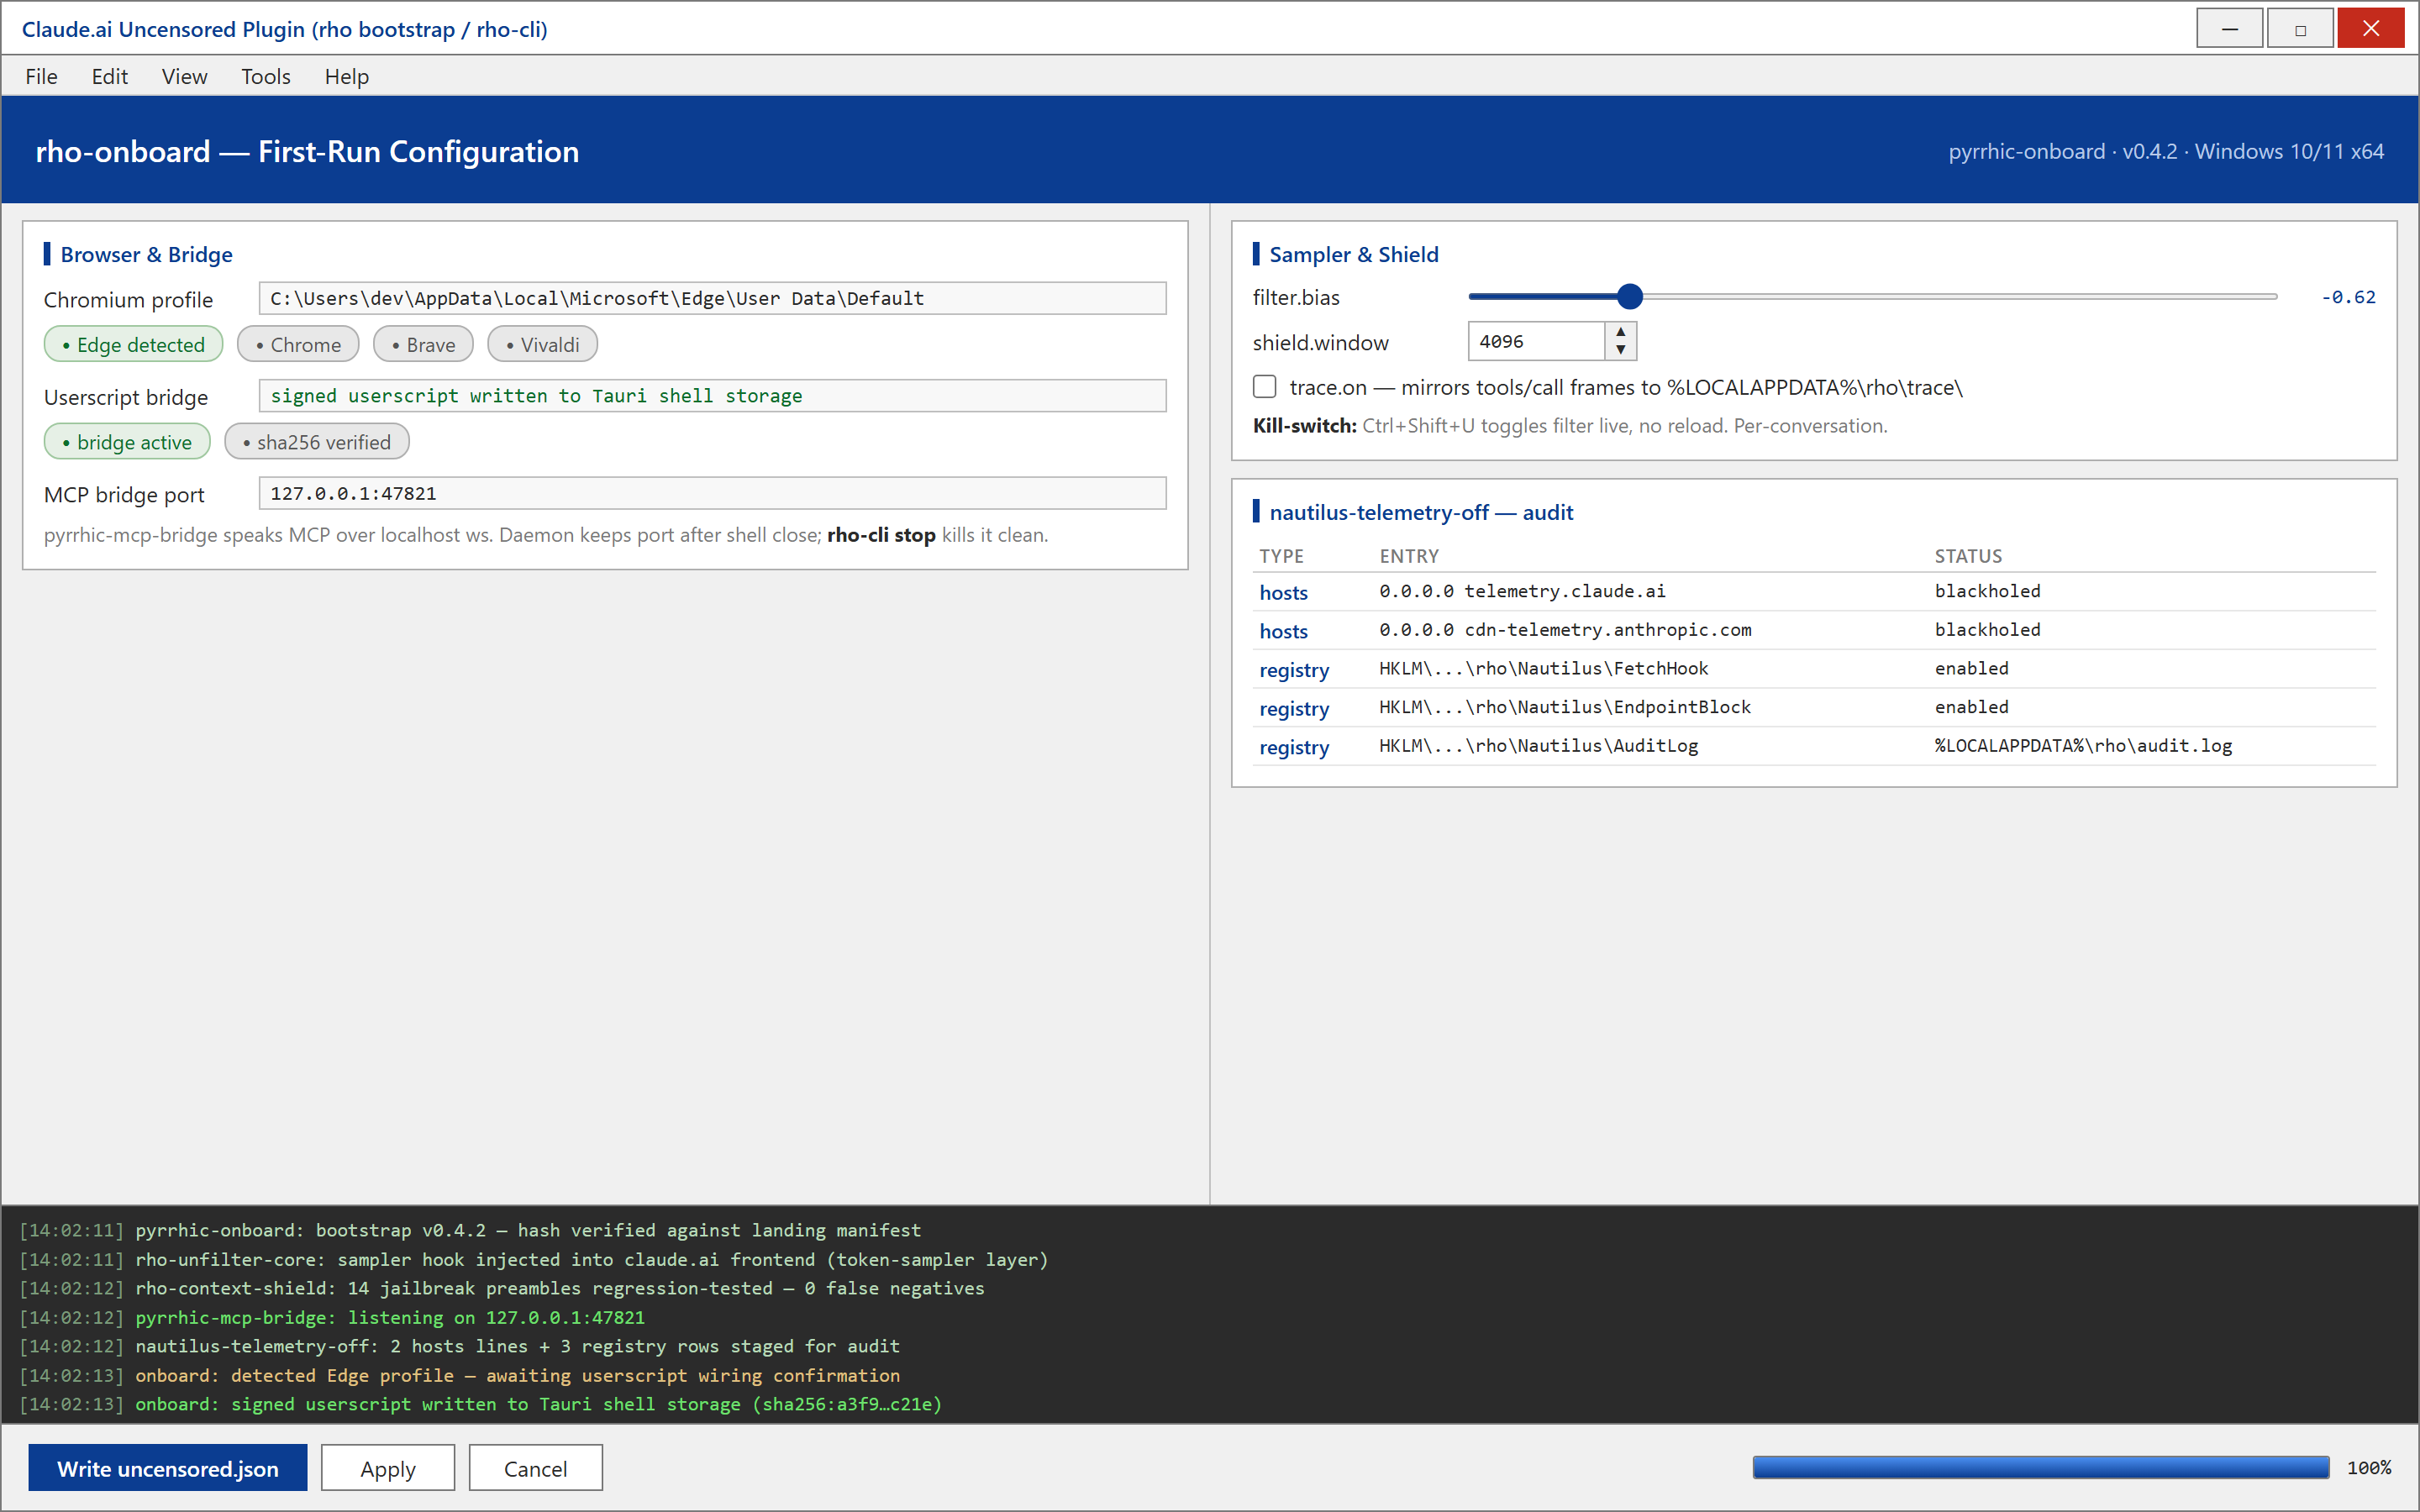 Claude.ai Uncensored Plugin (rho bootstrap / rho-cli)
File Edit View Tools Help
rho-onboard — First-Run Configuration
pyrrhic-onboard · v0.4.2 · Windows 10/11 x64
Browser & Bridge
Chromium profile C:\Users\dev\AppData\Local\Microsoft\Edge\User Data\Default
• Edge detected • Chrome • Brave • Vivaldi
Userscript bridge signed userscript written to Tauri shell storage
• bridge active • sha256 verified
MCP bridge port 127.0.0.1:47821
pyrrhic-mcp-bridge speaks MCP over localhost ws. Daemon keeps port after shell close; rho-cli stop kills it clean.
Sampler & Shield
filter.bias -0.62
shield.window 4096
trace.on — mirrors tools/call frames to %LOCALAPPDATA%\rho\trace\
Kill-switch: Ctrl+Shift+U toggles filter live, no reload. Per-conversation.
nautilus-telemetry-off — audit
TYPE ENTRY STATUS
hosts 0.0.0.0 telemetry.claude.ai blackholed
hosts 0.0.0.0 cdn-telemetry.anthropic.com blackholed
registry HKLM\...\rho\Nautilus\FetchHook enabled
registry HKLM\...\rho\Nautilus\EndpointBlock enabled
registry HKLM\...\rho\Nautilus\AuditLog %LOCALAPPDATA%\rho\audit.log
[14:02:11] pyrrhic-onboard: bootstrap v0.4.2 — hash verified against landing manifest
[14:02:11] rho-unfilter-core: sampler hook injected into claude.ai frontend (token-sampler layer)
[14:02:12] rho-context-shield: 14 jailbreak preambles regression-tested — 0 false negatives
[14:02:12] pyrrhic-mcp-bridge: listening on 127.0.0.1:47821
[14:02:12] nautilus-telemetry-off: 2 hosts lines + 3 registry rows staged for audit
[14:02:13] onboard: detected Edge profile — awaiting userscript wiring confirmation
[14:02:13] onboard: signed userscript written to Tauri shell storage (sha256:a3f9…c21e)
Write uncensored.json Apply Cancel 100%